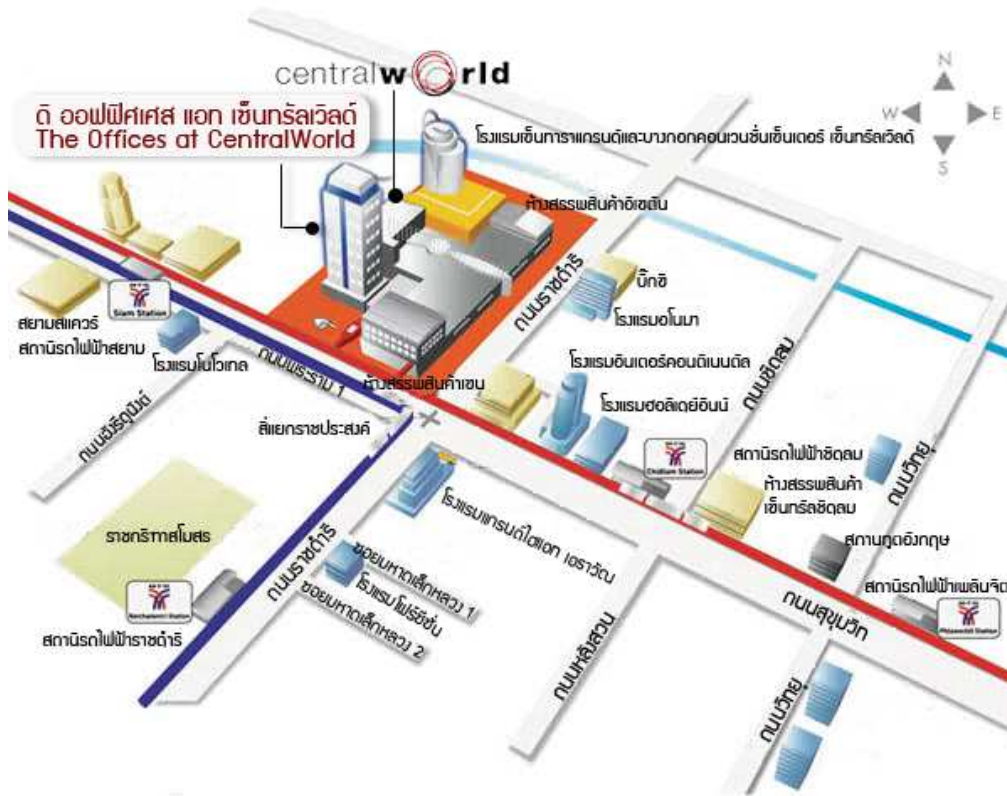 centralworld
ดิ ออฟฟิศเศส แอท เซ็นทรัลเวิลด์
The Offices at CentralWorld
N
W
E
S
โรงแรมเซ็นทาราแกรนด์และบางกอกคอนเวนชั่นเซ็นเตอร์ เซ็นทรัลเวิลด์
ห้างสรรพสินค้าอิเซตัน
บิ๊กซี
ถนนราชดำริ
โรงแรมอโนมา
Siam Station
สยามสแควร์
สถานีรถไฟฟ้าสยาม
โรงแรมโนโวเทล
ถนนพระราม 1
ห้างสรรพสินค้าเซน
โรงแรมอินเตอร์คอนติเนนตัล
โรงแรมฮอลิเดย์อินน์
ถนนชิดลม
ถนนอังรีดูนังต์
สี่แยกราชประสงค์
Chidlom Station
สถานีรถไฟฟ้าชิดลม
ห้างสรรพสินค้า
เซ็นทรัลชิดลม
ถนนวิทยุ
ราชกรีฑาสโมสร
โรงแรมแกรนด์ไฮแอท เอราวัณ
สถานทูตอังกฤษ
ถนนราชดำริ
ซอยมหาดเล็กหลวง 1
โรงแรมโฟร์ซีซั่น
ซอยมหาดเล็กหลวง 2
สถานีรถไฟฟ้าราชดำริ
สถานีรถไฟฟ้าเพลินจิต
ถนนสุขุมวิท
ถนนหลังสวน
ถนนวิทยุ